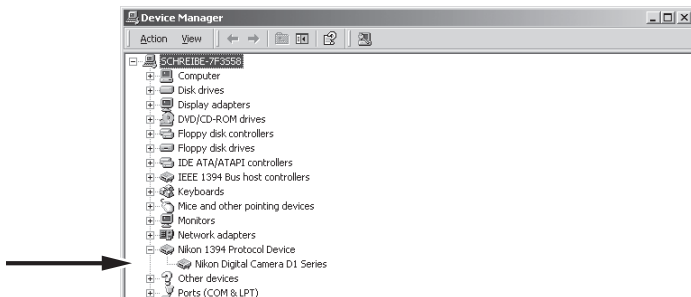 Device Manager
Action View
SCHREIBE-7F3S58
Computer
Disk drives
Display adapters
DVD/CD-ROM drives
Floppy disk controllers
Floppy disk drives
IDE ATA/ATAPI controllers
IEEE 1394 Bus host controllers
Keyboards
Mice and other pointing devices
Monitors
Network adapters
Nikon 1394 Protocol Device
Nikon Digital Camera D1 Series
Other devices
Ports (COM & LPT)